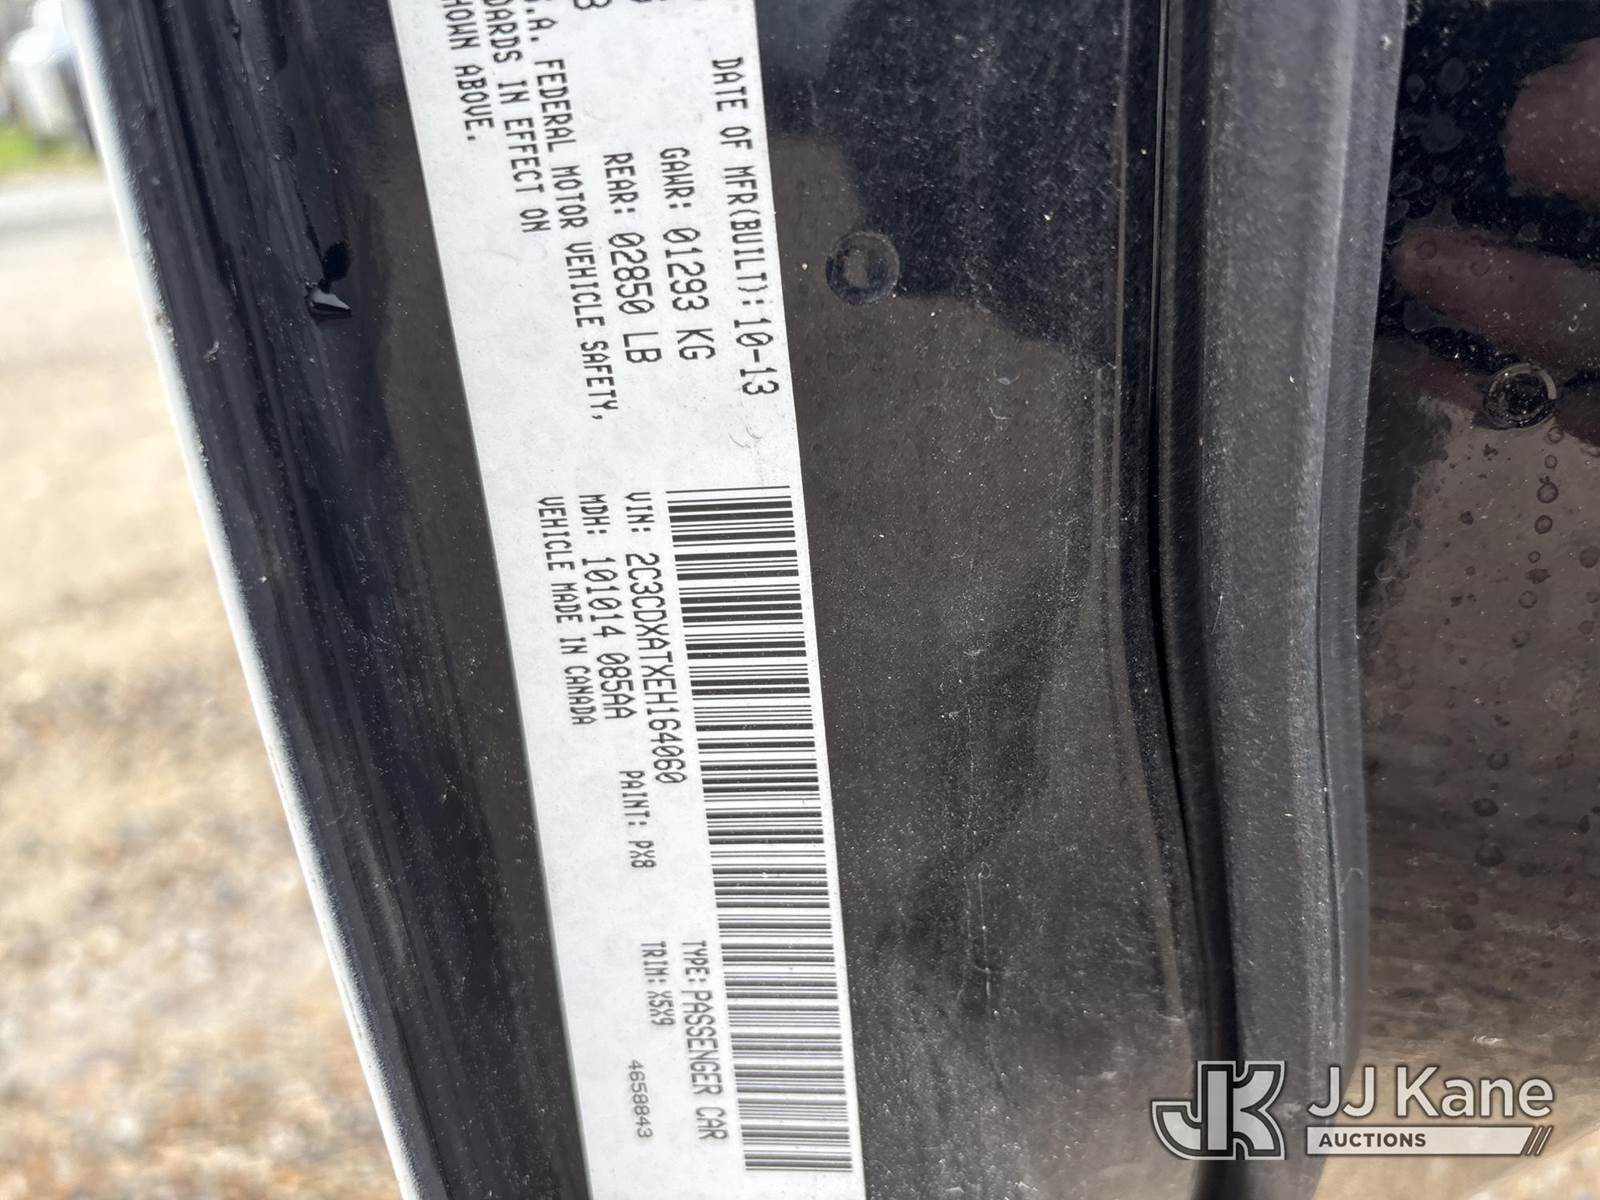 DATE OF MFR(BUILT):10-13
GAWR: 01293 KG
REAR: 02850 LB
.A. FEDERAL MOTOR VEHICLE SAFETY,
DARDS IN EFFECT ON
HOWN ABOVE.
VIN: 2C3CDXATXEH164060
TYPE:PASSENGER CAR
MDH: 101014 085AA
PAINT: PX8
TRIM: X5X9
VEHICLE MADE IN CANADA
4658843
JK JJ Kane
AUCTIONS